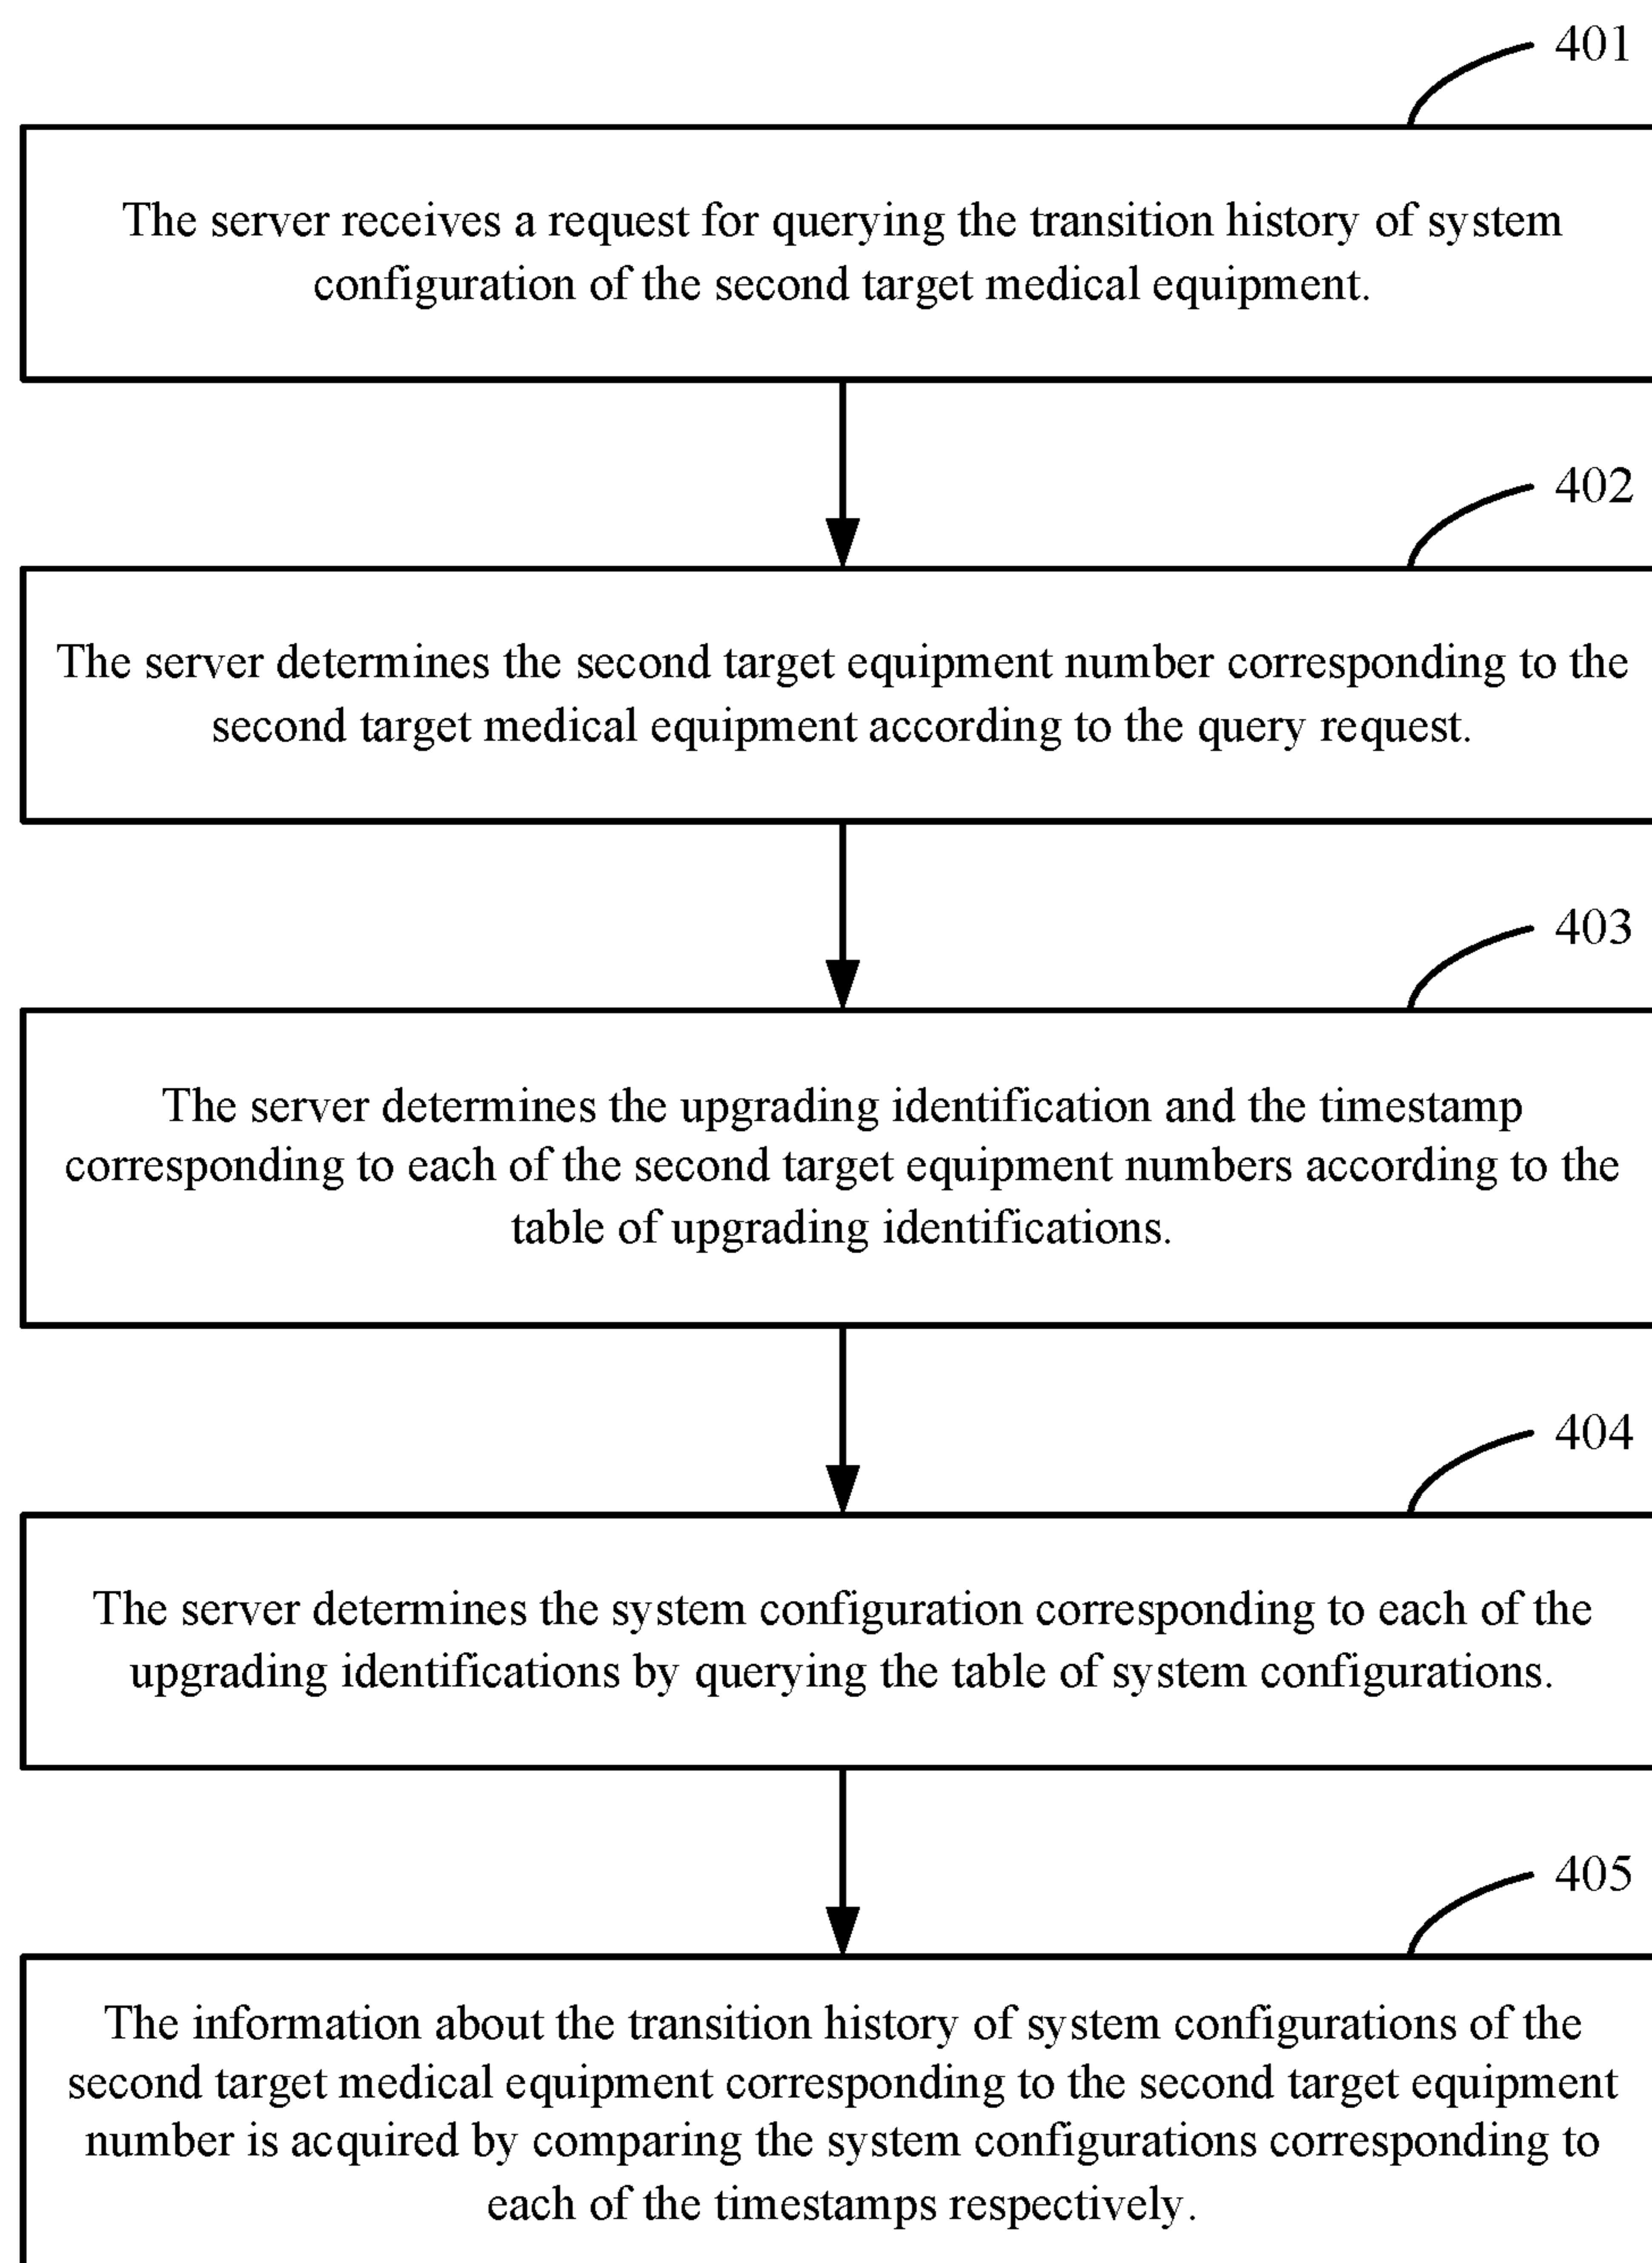 401
The server receives a request for querying the transition history of system
configuration of the second target medical equipment.
402
The server determines the second target equipment number corresponding to the
second target medical equipment according to the query request.
403
The server determines the upgrading identification and the timestamp
corresponding to each of the second target equipment numbers according to the
table of upgrading identifications.
404
The server determines the system configuration corresponding to each of the
upgrading identifications by querying the table of system configurations.
405
The information about the transition history of system configurations of the
second target medical equipment corresponding to the second target equipment
number is acquired by comparing the system configurations corresponding to
each of the timestamps respectively.